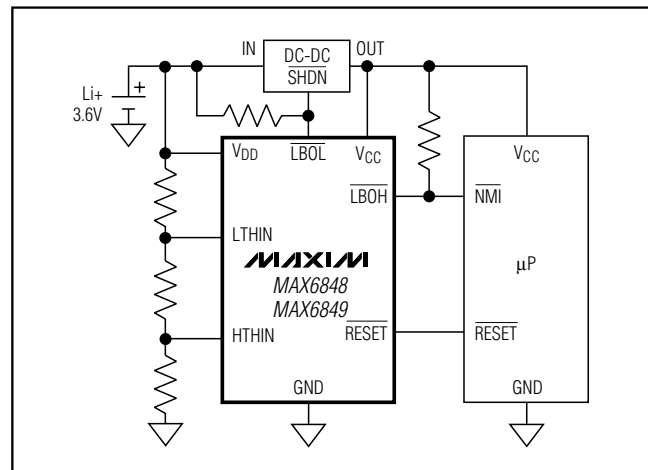 IN DC-DC OUT
SHDN
Li+ +
3.6V
VDD LBOL VCC VCC
LBOH NMI
LTHIN
MAXIM
µP
MAX6848
MAX6849
HTHIN RESET RESET
GND GND